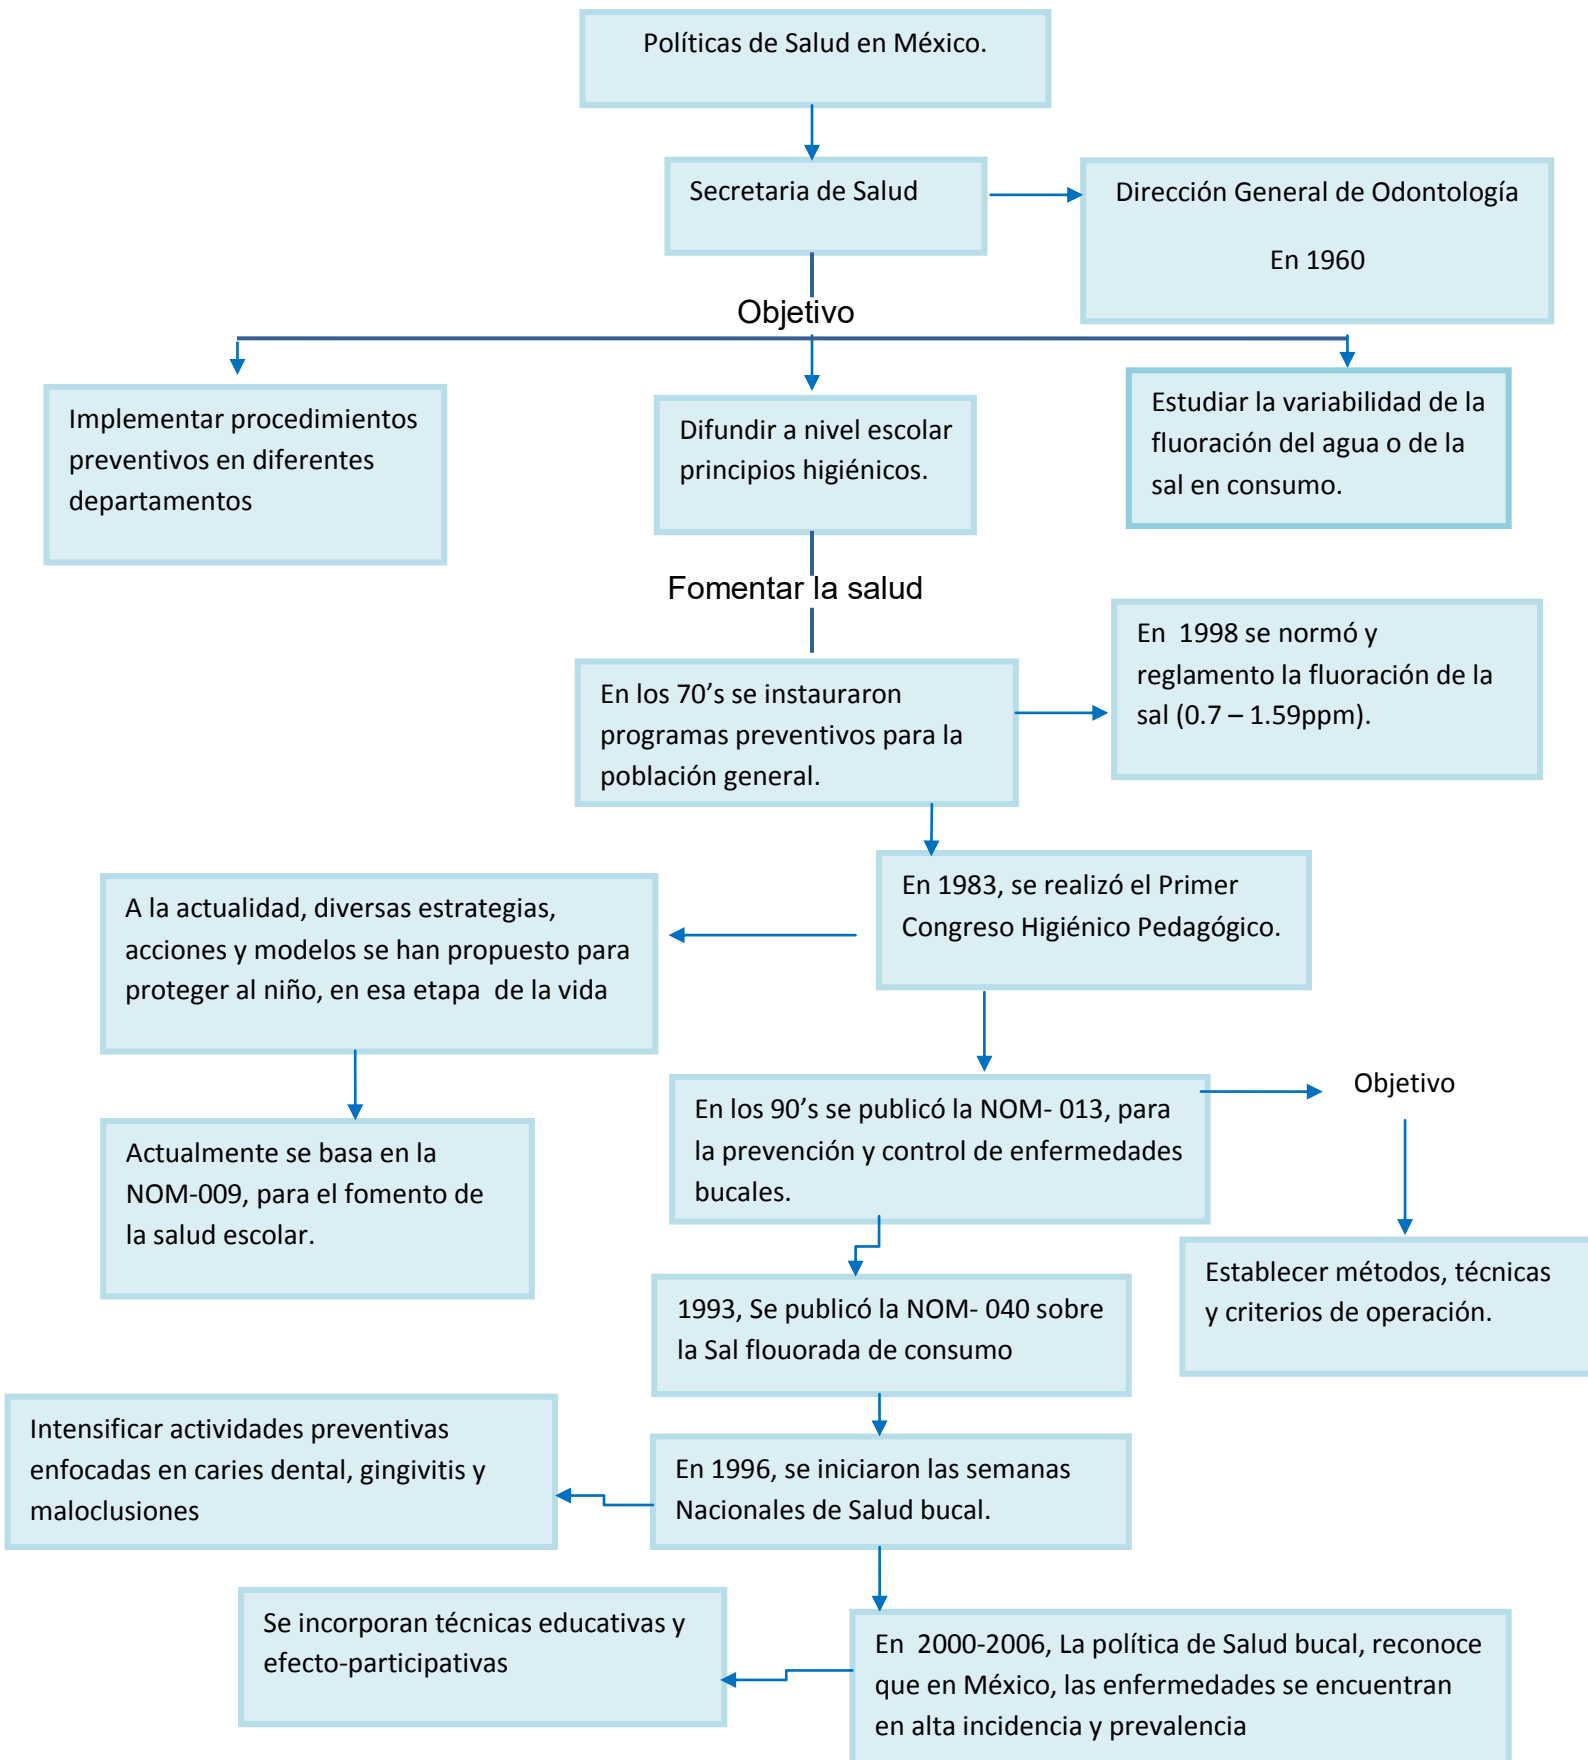 Políticas de Salud en México.
Secretaria de Salud
Dirección General de Odontología
En 1960
Objetivo
Implementar procedimientos
preventivos en diferentes
departamentos
Difundir a nivel escolar
principios higiénicos.
Estudiar la variabilidad de la
fluoración del agua o de la
sal en consumo.
Fomentar la salud
En los 70’s se instauraron
programas preventivos para la
población general.
En 1998 se normó y
reglamento la fluoración de la
sal (0.7 – 1.59ppm).
En 1983, se realizó el Primer
Congreso Higiénico Pedagógico.
A la actualidad, diversas estrategias,
acciones y modelos se han propuesto para
proteger al niño, en esa etapa de la vida
Actualmente se basa en la
NOM-009, para el fomento de
la salud escolar.
En los 90’s se publicó la NOM- 013, para
la prevención y control de enfermedades
bucales.
Objetivo
Establecer métodos, técnicas
y criterios de operación.
1993, Se publicó la NOM- 040 sobre
la Sal flouorada de consumo
En 1996, se iniciaron las semanas
Nacionales de Salud bucal.
Intensificar actividades preventivas
enfocadas en caries dental, gingivitis y
maloclusiones
En 2000-2006, La política de Salud bucal, reconoce
que en México, las enfermedades se encuentran
en alta incidencia y prevalencia
Se incorporan técnicas educativas y
efecto-participativas